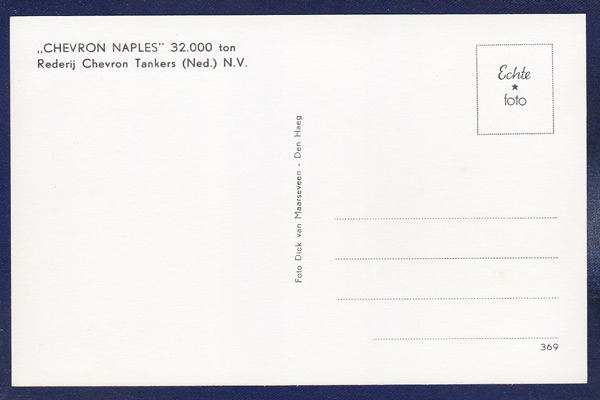 „CHEVRON NAPLES" 32.000 ton
Rederij Chevron Tankers (Ned.) N.V.
Echte
foto
Foto Dick van Maarseveen - Den Haag
369